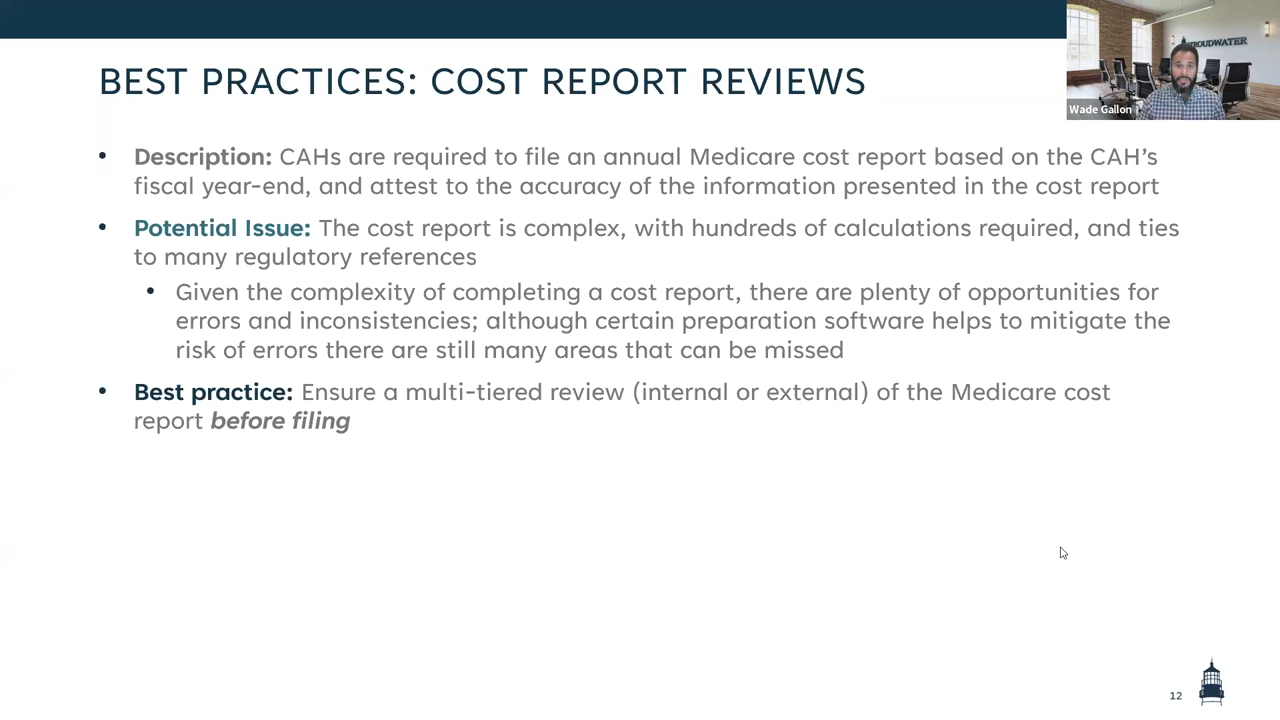 BEST PRACTICES: COST REPORT REVIEWS
STROUDWATER
Wade Gallon
• Description: CAHs are required to file an annual Medicare cost report based on the CAH's
fiscal year-end, and attest to the accuracy of the information presented in the cost report
• Potential Issue: The cost report is complex, with hundreds of calculations required, and ties
to many regulatory references
• Given the complexity of completing a cost report, there are plenty of opportunities for
errors and inconsistencies; although certain preparation software helps to mitigate the
risk of errors there are still many areas that can be missed
• Best practice: Ensure a multi-tiered review (internal or external) of the Medicare cost
report before filing
12